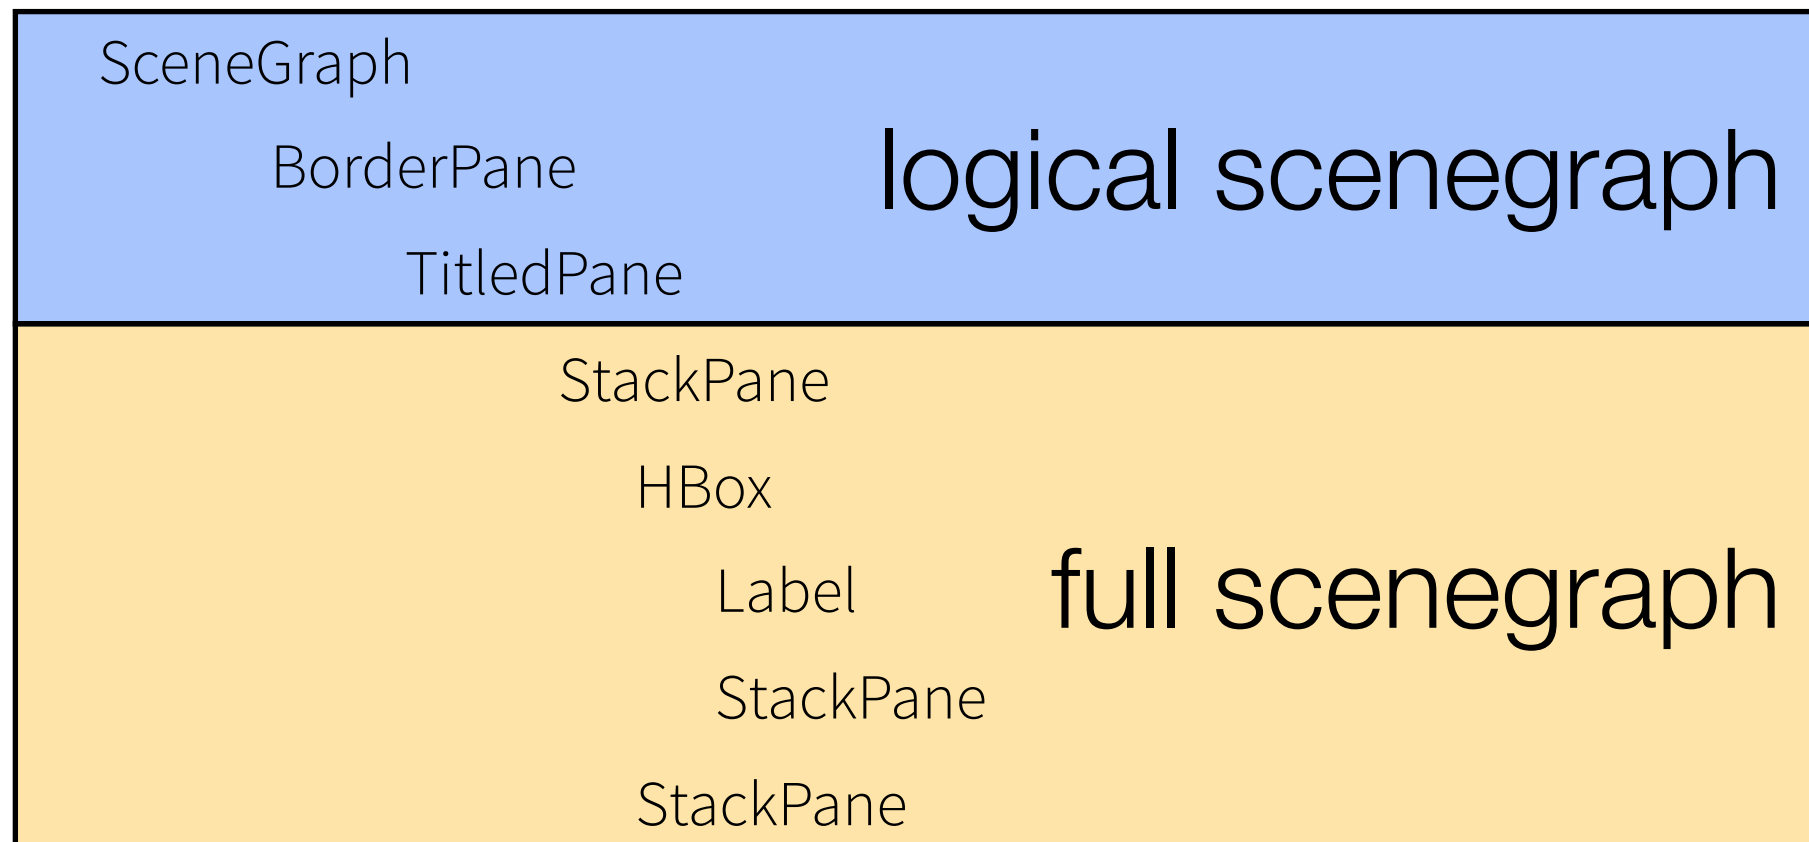 SceneGraph
BorderPane
logical scenegraph
TitledPane
StackPane
HBox
Label
full scenegraph
StackPane
StackPane